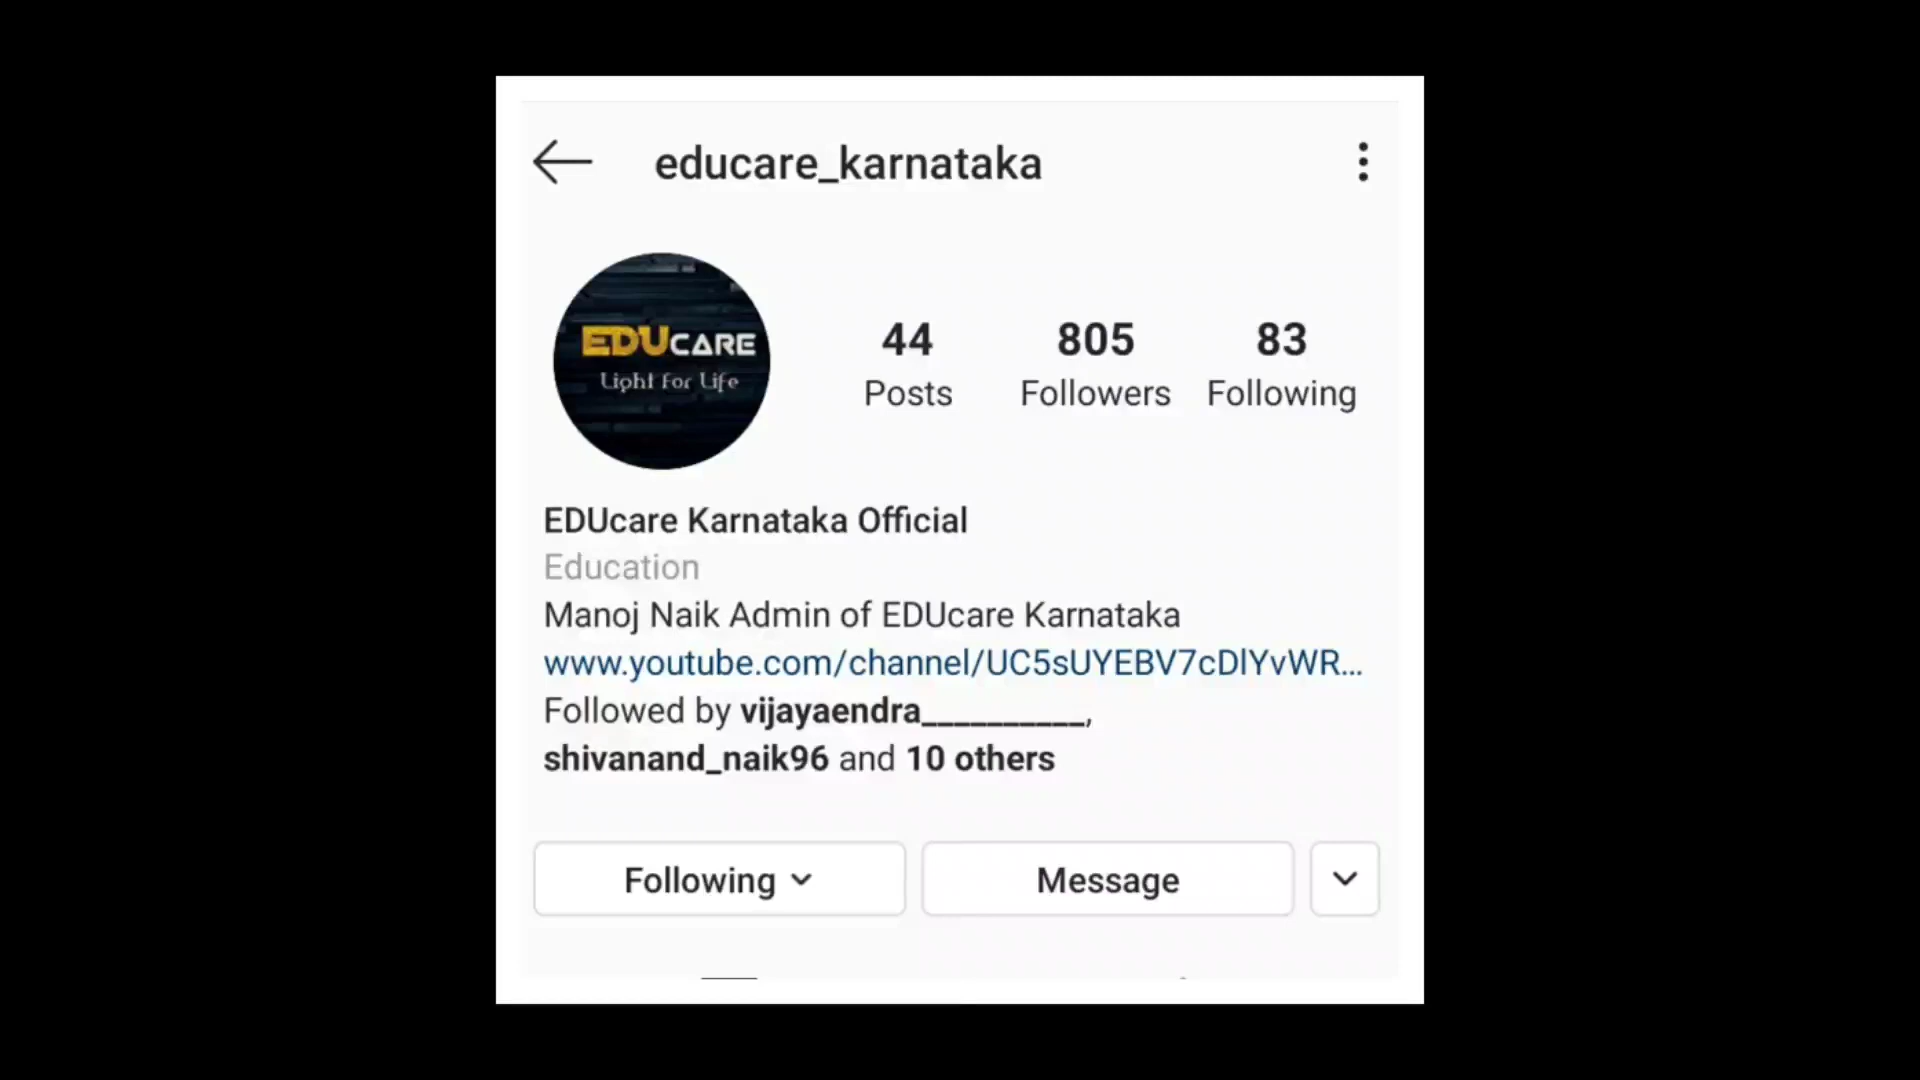 educare_karnataka
EDUCARE
Light for Life
44
Posts
805
Followers
83
Following
EDUcare Karnataka Official
Education
Manoj Naik Admin of EDUcare Karnataka
www.youtube.com/channel/UC5sUYEBV7cDlYvWR...
Followed by vijayaendra__________,
shivanand_naik96 and 10 others
Following
Message